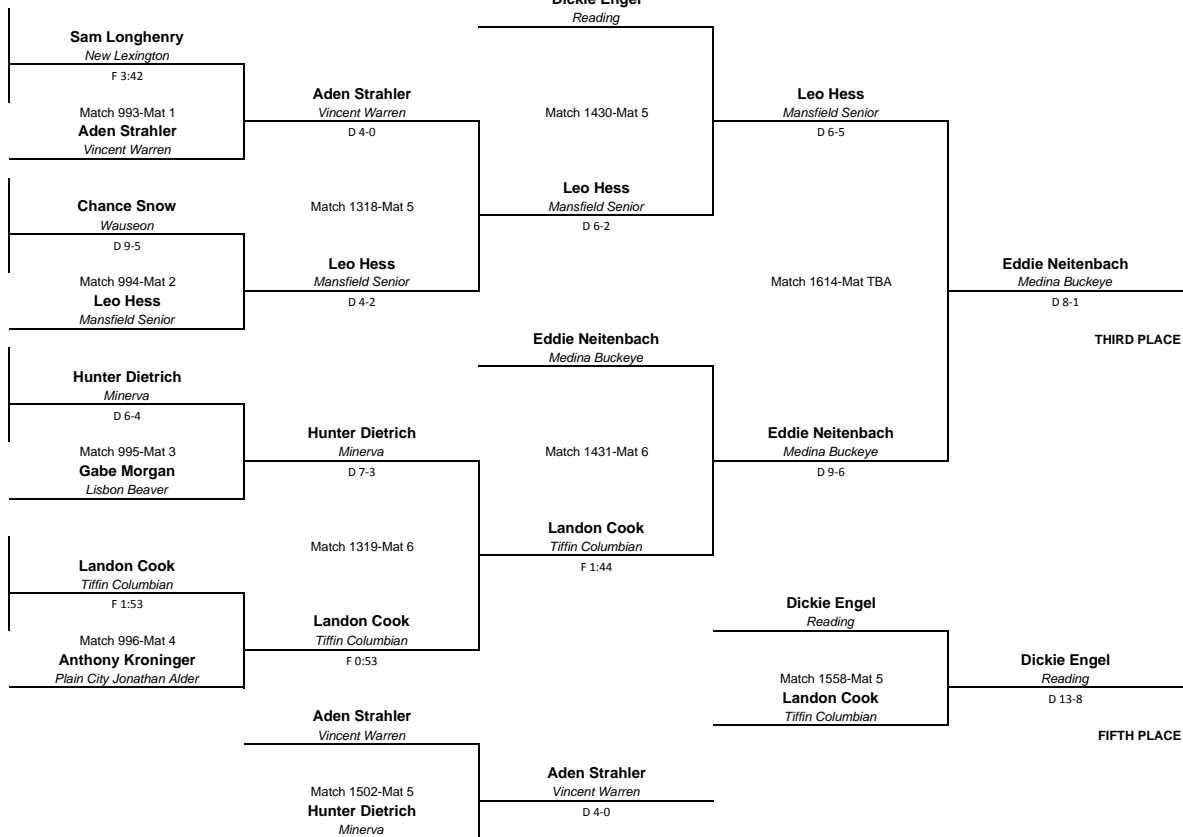 Dickie Engel
Reading
Sam Longhenry
New Lexington
F 3:42
Match 993-Mat 1
Aden Strahler
Vincent Warren
Aden Strahler
Vincent Warren
D 4-0
Match 1430-Mat 5
Leo Hess
Mansfield Senior
D 6-5
Chance Snow
Wauseon
D 9-5
Match 994-Mat 2
Leo Hess
Mansfield Senior
Match 1318-Mat 5
Leo Hess
Mansfield Senior
D 4-2
Leo Hess
Mansfield Senior
D 6-2
Match 1614-Mat TBA
Eddie Neitenbach
Medina Buckeye
D 8-1
THIRD PLACE
Eddie Neitenbach
Medina Buckeye
Hunter Dietrich
Minerva
D 6-4
Match 995-Mat 3
Gabe Morgan
Lisbon Beaver
Hunter Dietrich
Minerva
D 7-3
Match 1431-Mat 6
Eddie Neitenbach
Medina Buckeye
D 9-6
Match 1319-Mat 6
Landon Cook
Tiffin Columbian
F 1:44
Landon Cook
Tiffin Columbian
F 1:53
Match 996-Mat 4
Anthony Kroninger
Plain City Jonathan Alder
Landon Cook
Tiffin Columbian
F 0:53
Dickie Engel
Reading
Match 1558-Mat 5
Landon Cook
Tiffin Columbian
Dickie Engel
Reading
D 13-8
FIFTH PLACE
Aden Strahler
Vincent Warren
Match 1502-Mat 5
Hunter Dietrich
Minerva
Aden Strahler
Vincent Warren
D 4-0